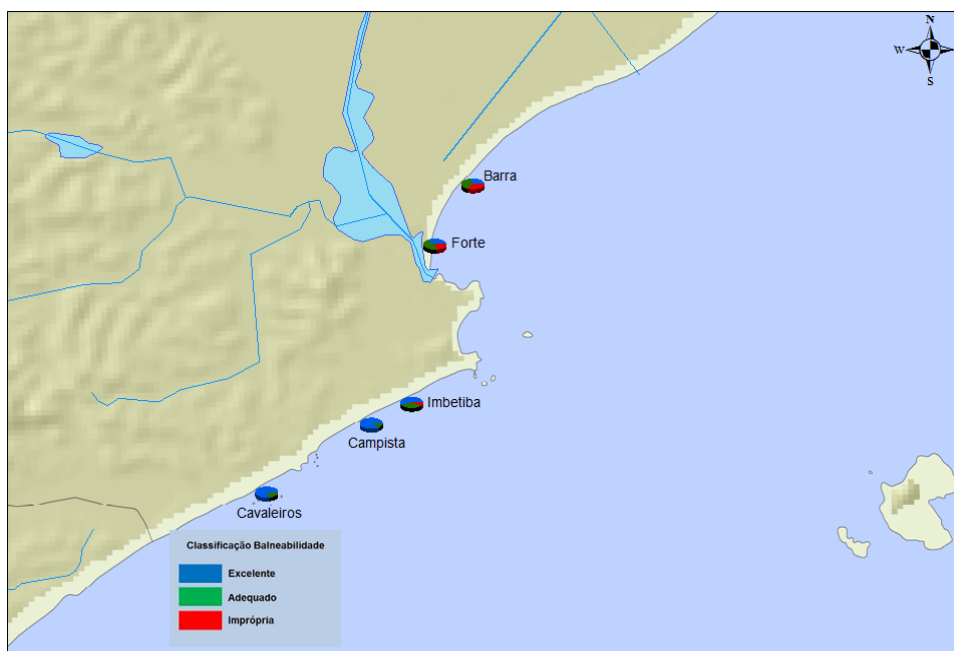 N
W
S
Barra
Forte
Imbetiba
Campista
Cavaleiros
Classificação Balneabilidade
Excelente
Adequado
Imprópria